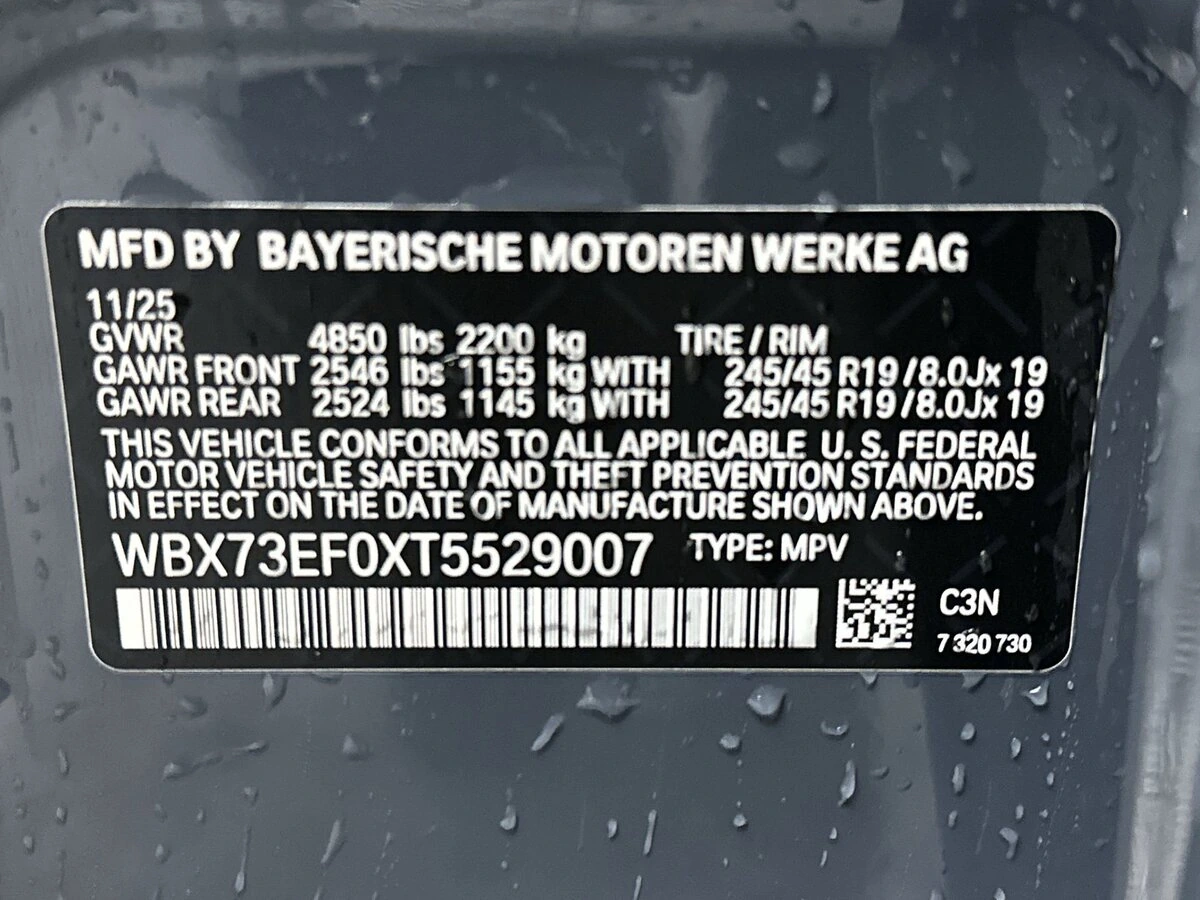 MFD BY BAYERISCHE MOTOREN WERKE AG
11/25
GVWR 4850 lbs 2200 kg TIRE / RIM
GAWR FRONT 2546 lbs 1155 kg WITH 245/45 R19 / 8.0Jx 19
GAWR REAR 2524 lbs 1145 kg WITH 245/45 R19 / 8.0Jx 19
THIS VEHICLE CONFORMS TO ALL APPLICABLE U. S. FEDERAL
MOTOR VEHICLE SAFETY AND THEFT PREVENTION STANDARDS
IN EFFECT ON THE DATE OF MANUFACTURE SHOWN ABOVE.
WBX73EF0XT5529007 TYPE: MPV
C3N
7 320 730